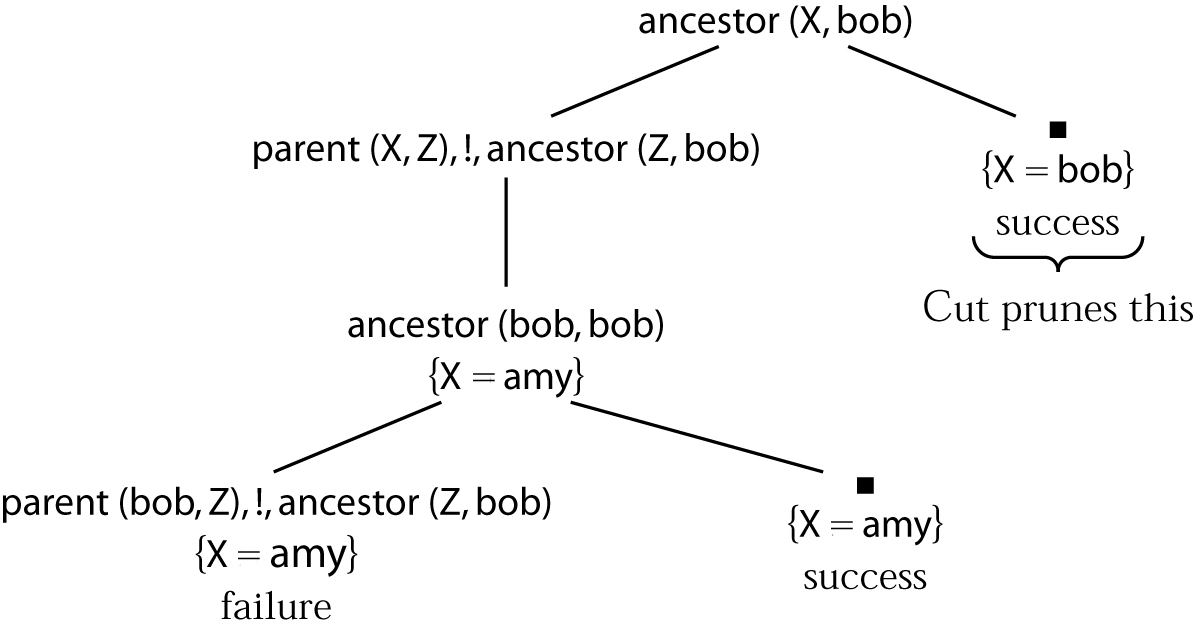 ancestor (X, bob)
parent (X, Z), !, ancestor (Z, bob)
{X = bob}
success
Cut prunes this
ancestor (bob, bob)
{X = amy}
parent (bob, Z), !, ancestor (Z, bob)
{X = amy}
failure
{X = amy}
success